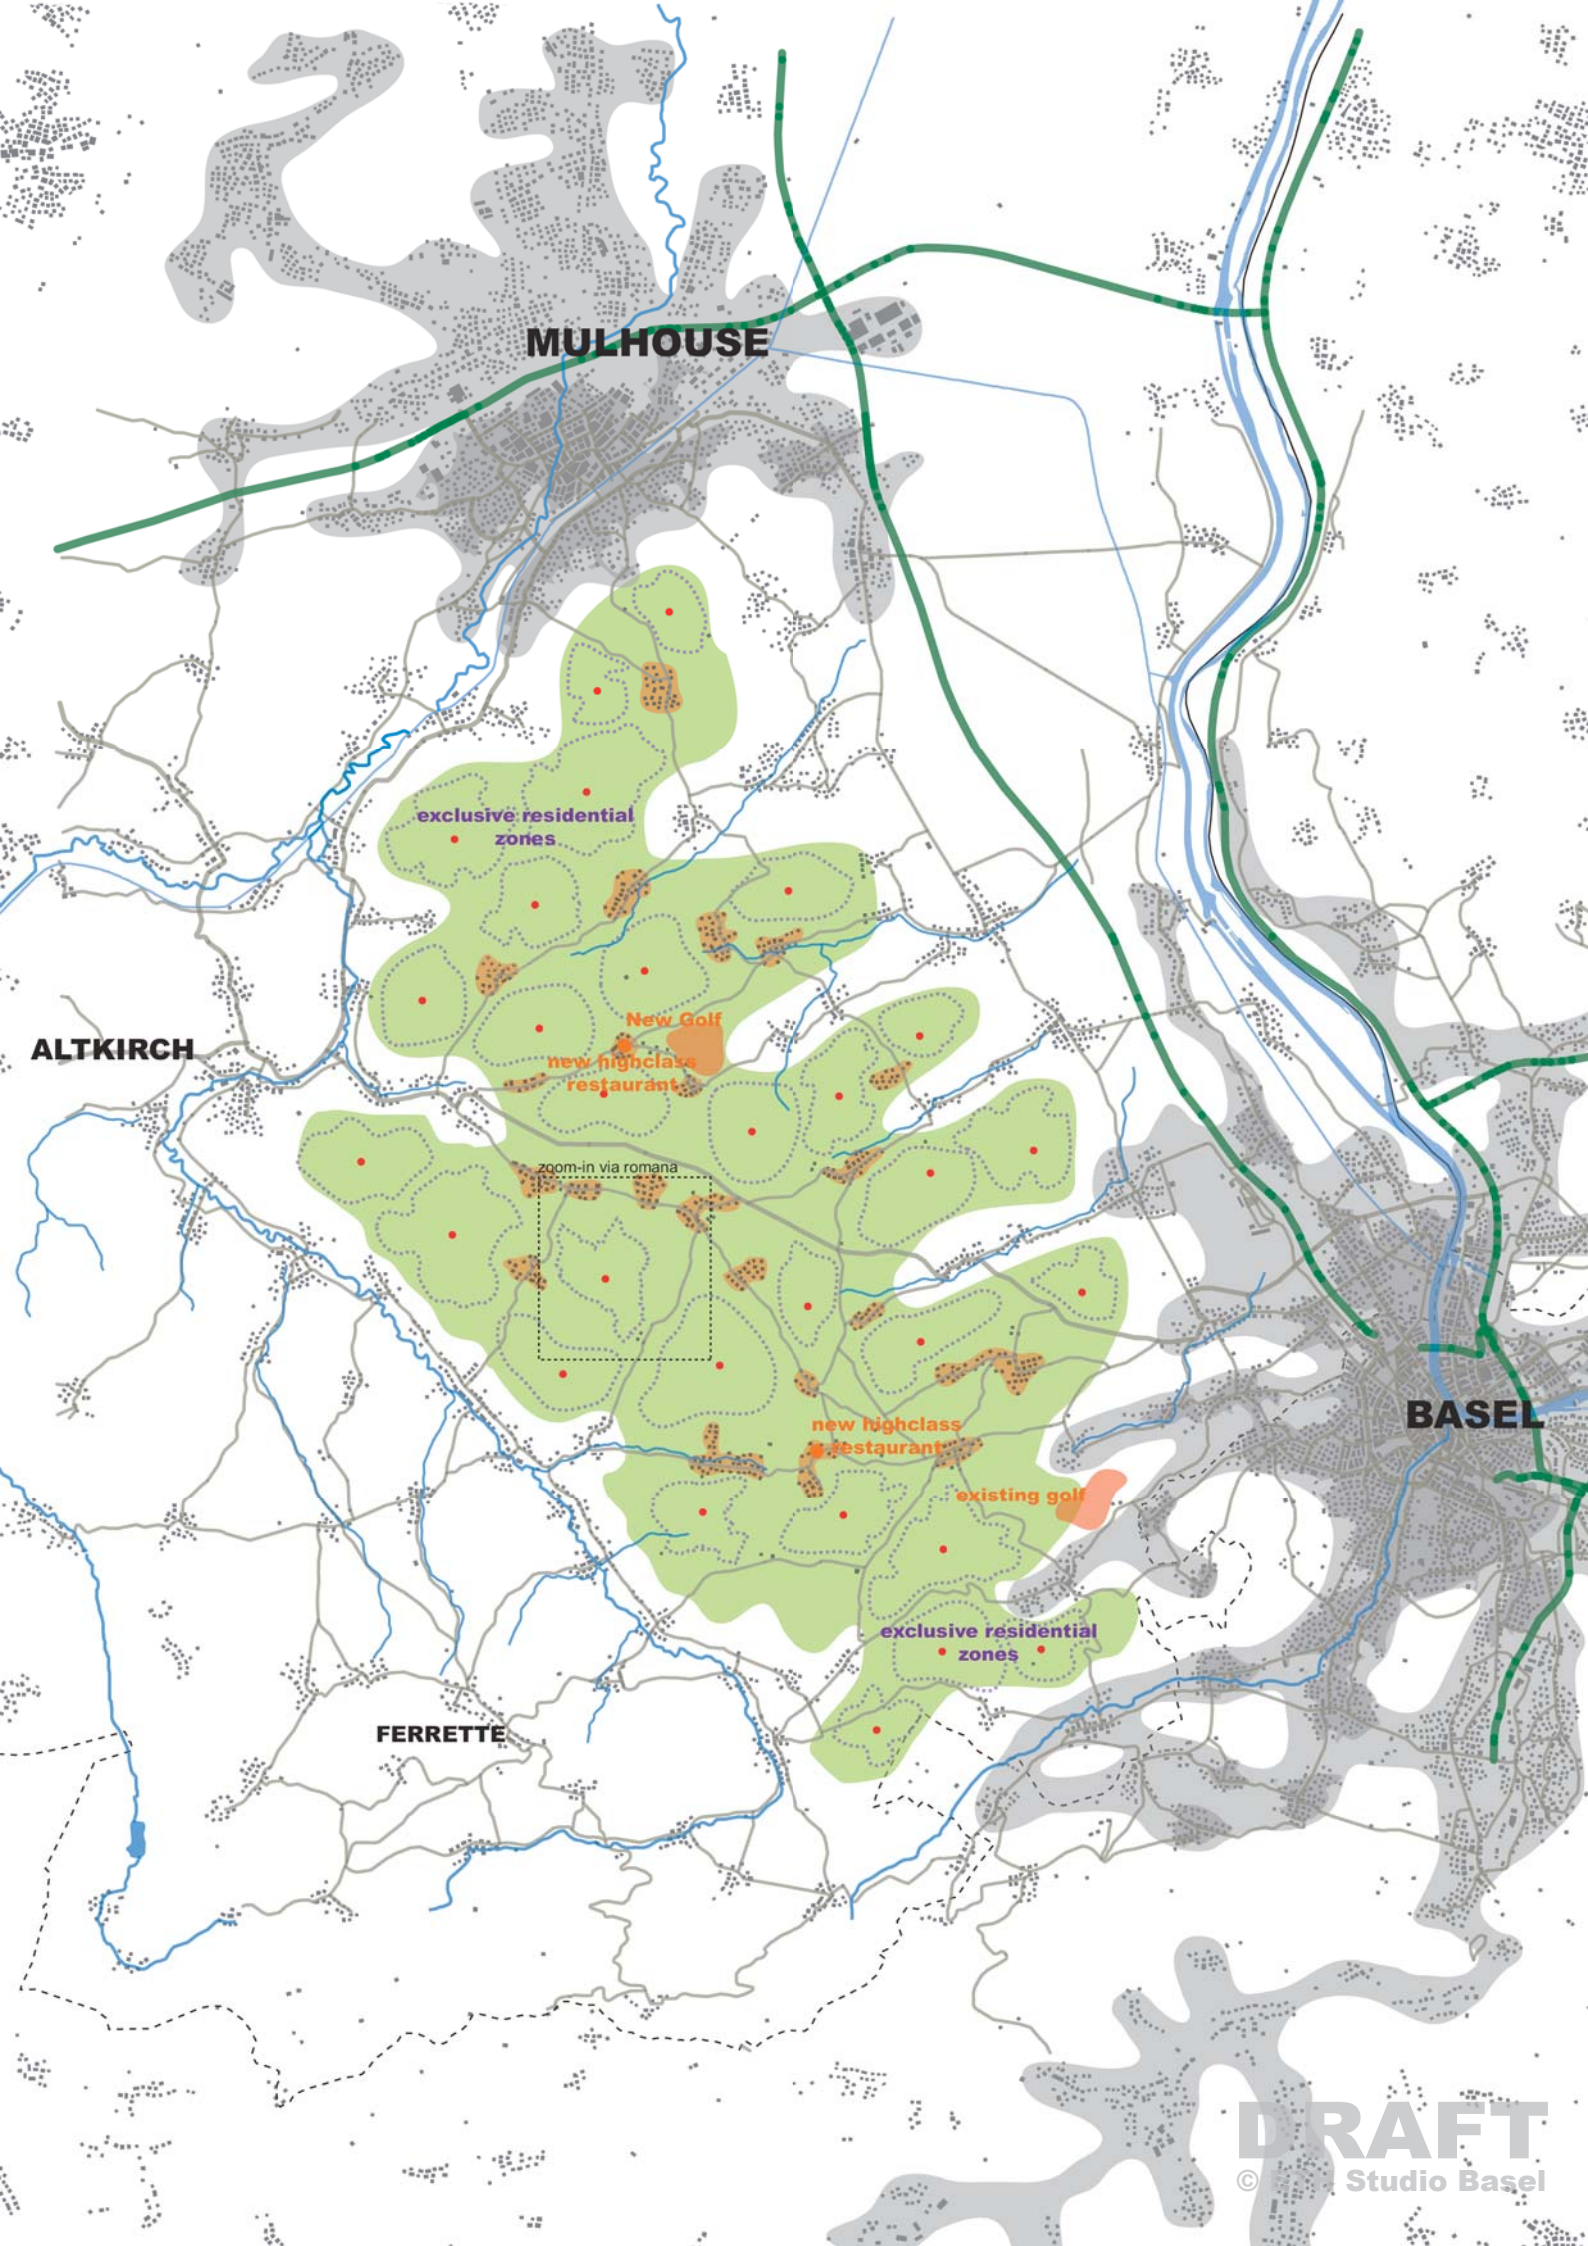 MULHOUSE
exclusive residential
zones
New Golf
new highclass
restaurant
ALTKIRCH
zoom-in via romana
BASEL
new highclass
restaurant
existing golf
exclusive residential
zones
FERRETTE
DRAFT
© Studio Basel